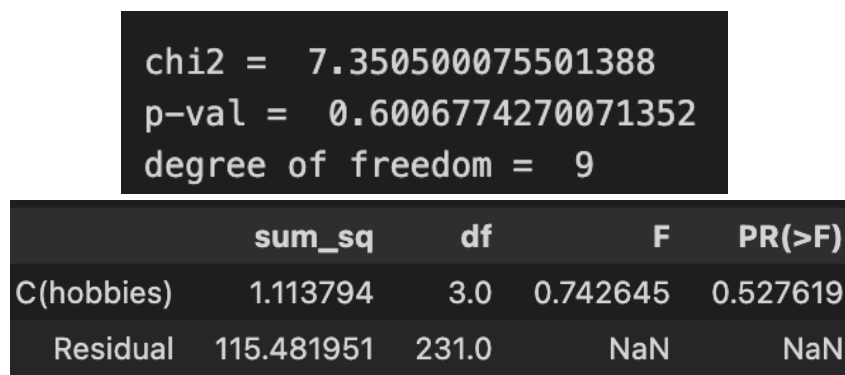 chi2 =  7.350500075501388
p-val =  0.6006774270071352
degree of freedom =  9
sum_sq df F PR(>F)
C(hobbies) 1.113794 3.0 0.742645 0.527619
Residual 115.481951 231.0 NaN NaN